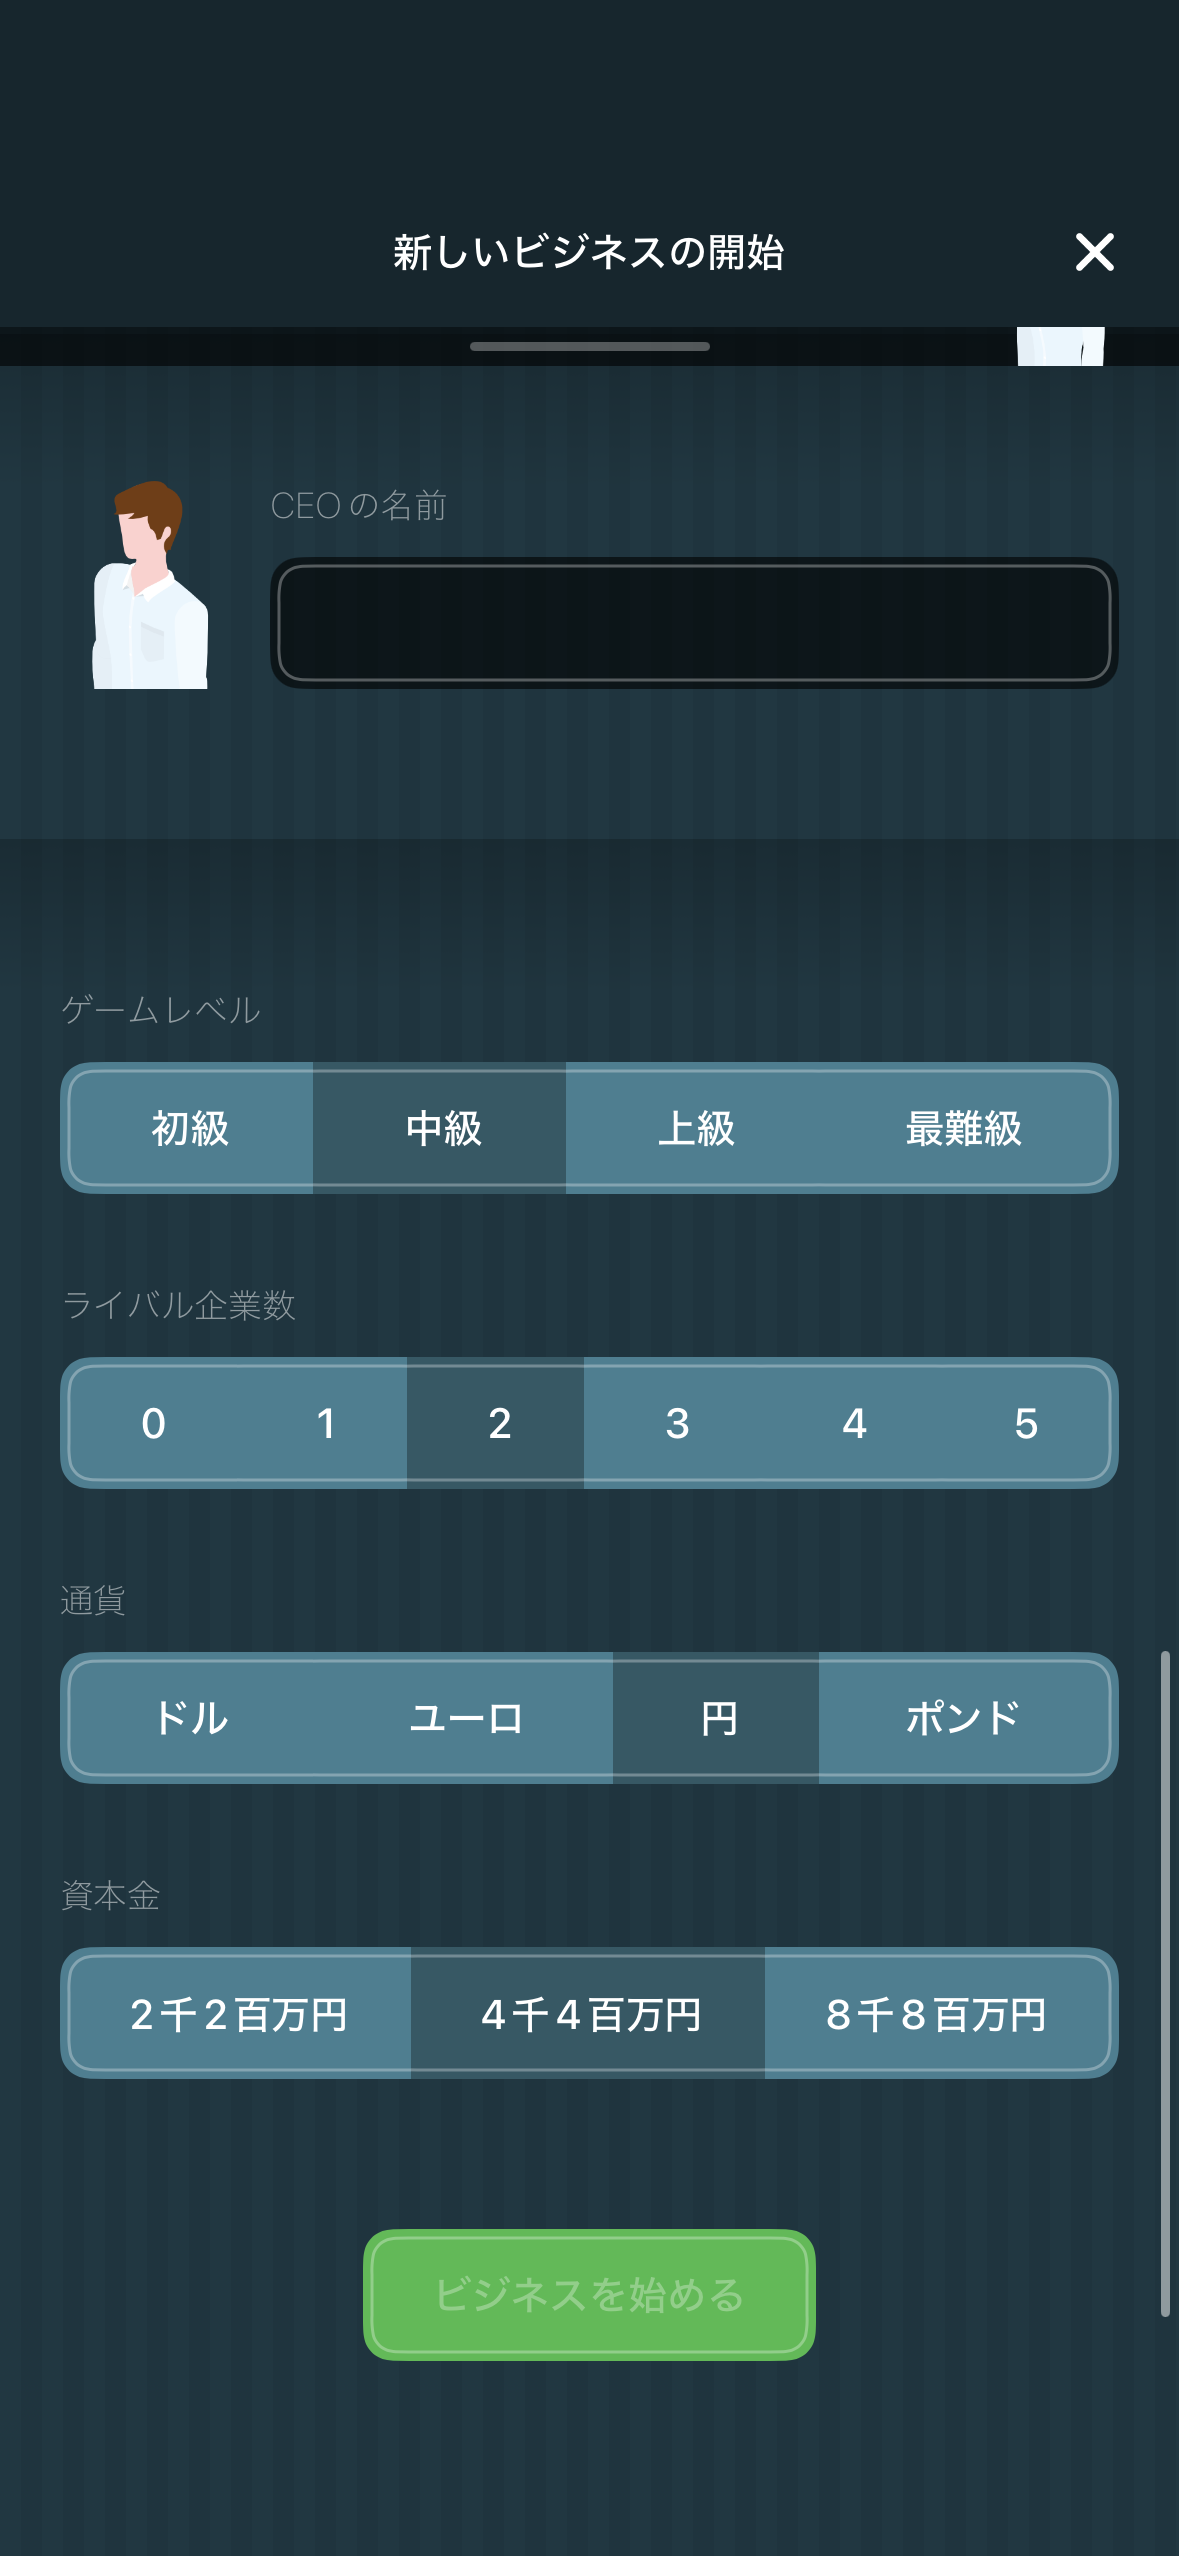 新しいビジネスの開始
CEOの名前
ゲームレベル
初級 中級 上級 最難級
ライバル企業数
0 1 2 3 4 5
通貨
ドル ユーロ 円 ポンド
資本金
2千2百万円 4千4百万円 8千8百万円
ビジネスを始める